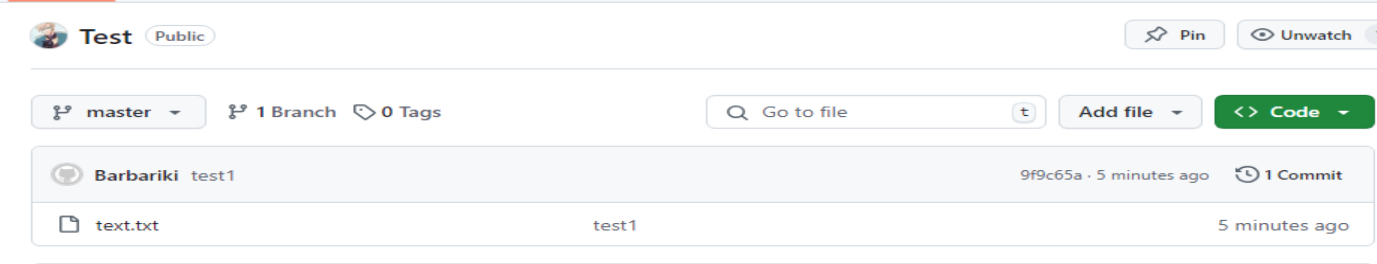 Test Public Pin Unwatch
master 1 Branch 0 Tags Go to file t Add file <> Code
Barbariki test1 9f9c65a · 5 minutes ago 1 Commit
text.txt test1 5 minutes ago